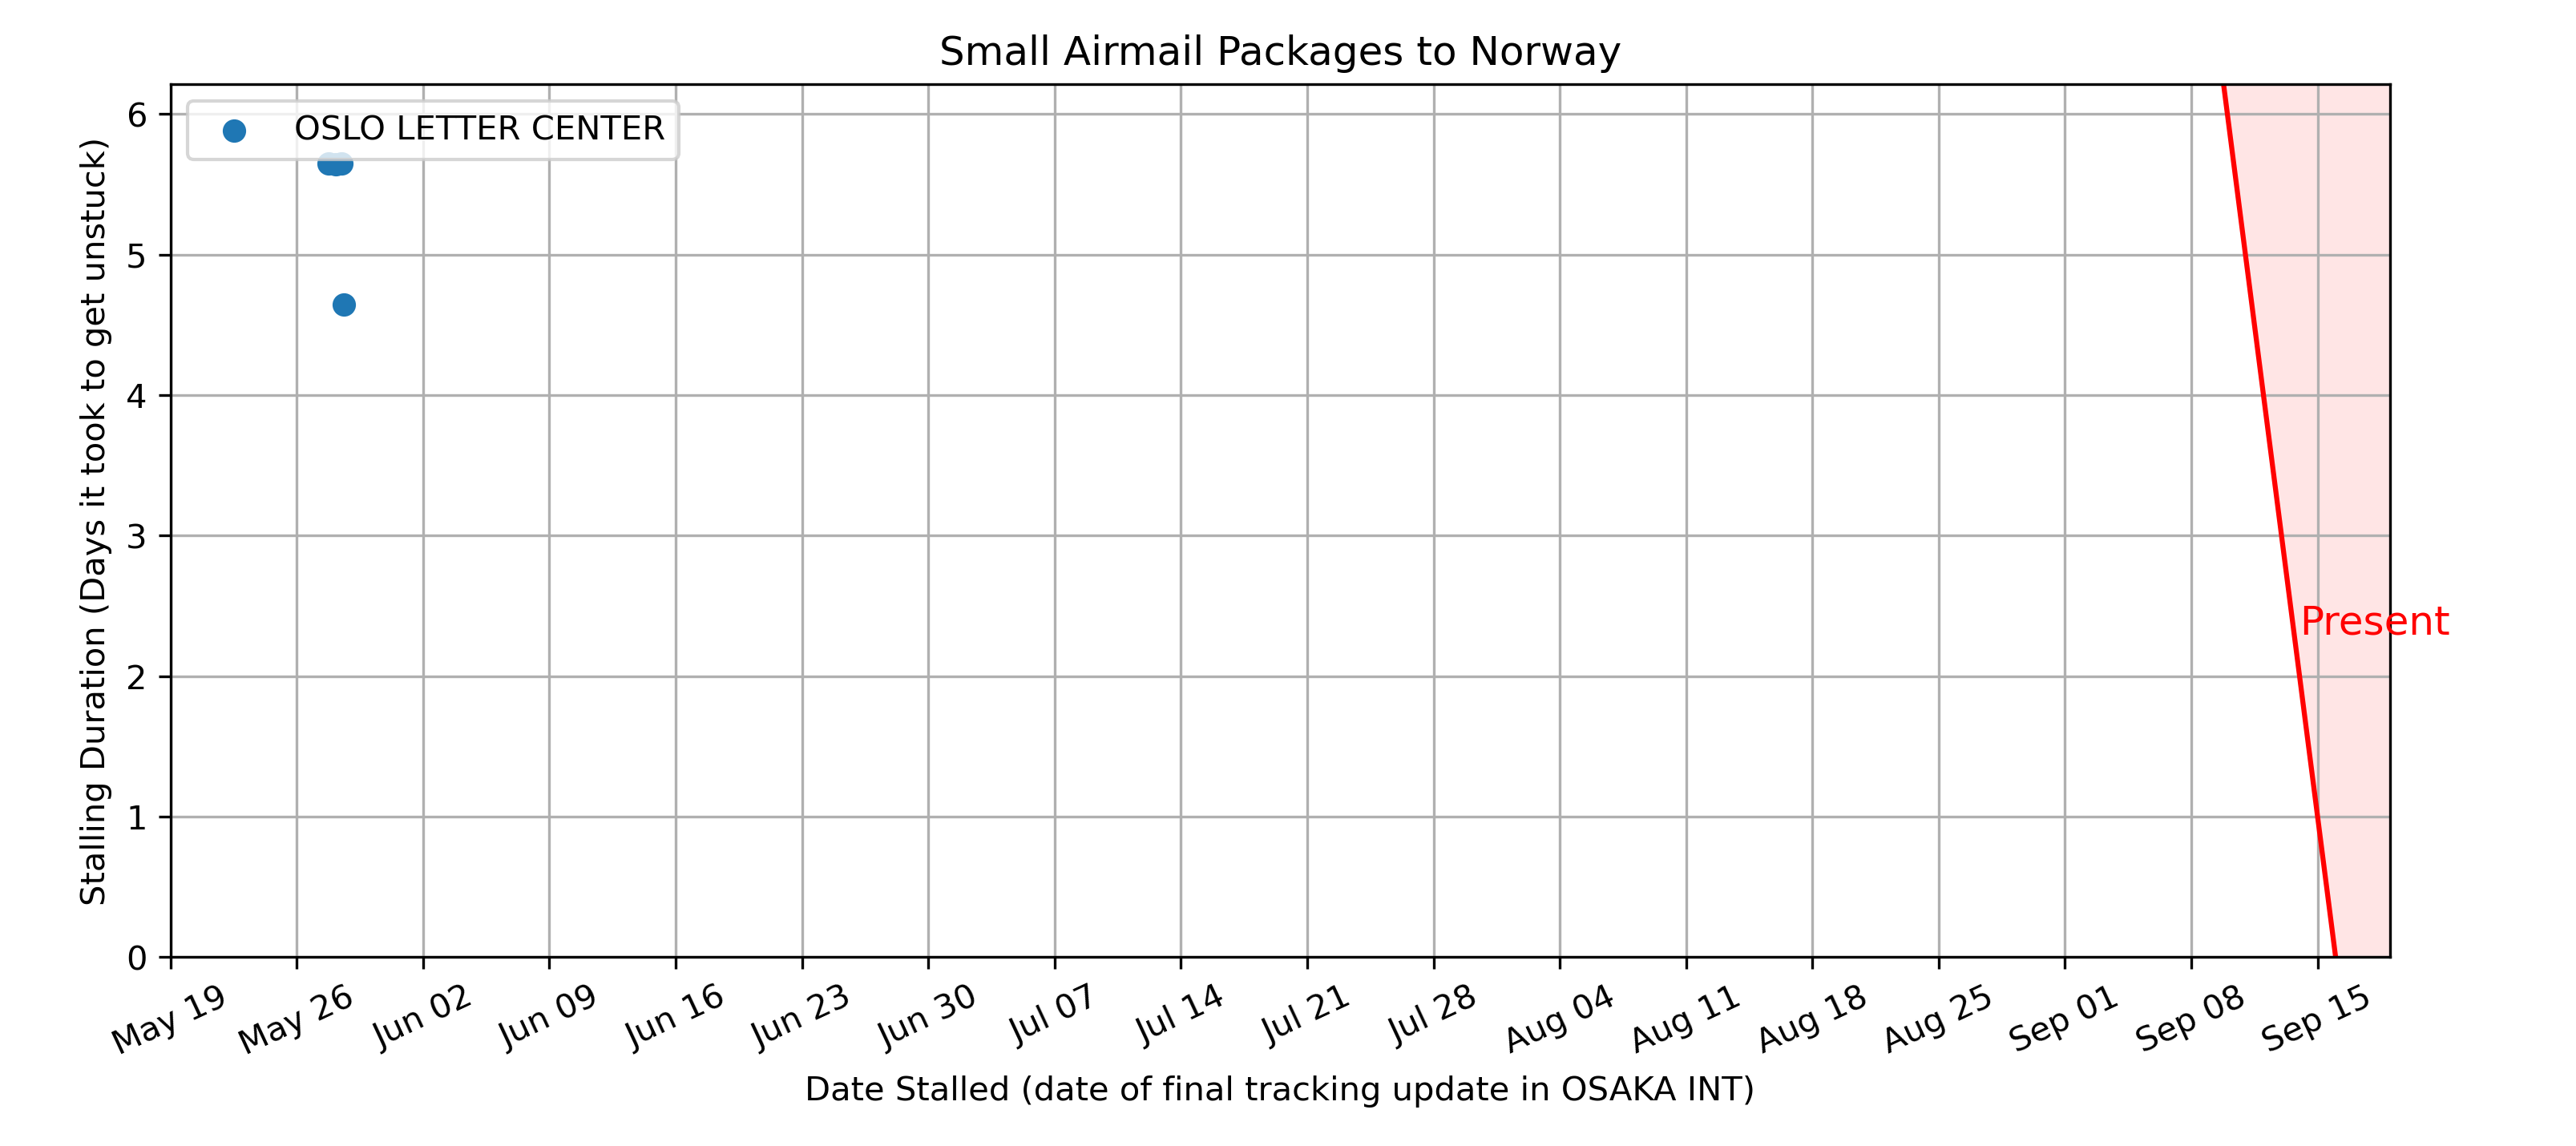 Small Airmail Packages to Norway
OSLO LETTER CENTER
Stalling Duration (Days it took to get unstuck)
6
5
4
3
2
1
0
Present
May 19
May 26
Jun 02
Jun 09
Jun 16
Jun 23
Jun 30
Jul 07
Jul 14
Jul 21
Jul 28
Aug 04
Aug 11
Aug 18
Aug 25
Sep 01
Sep 08
Sep 15
Date Stalled (date of final tracking update in OSAKA INT)